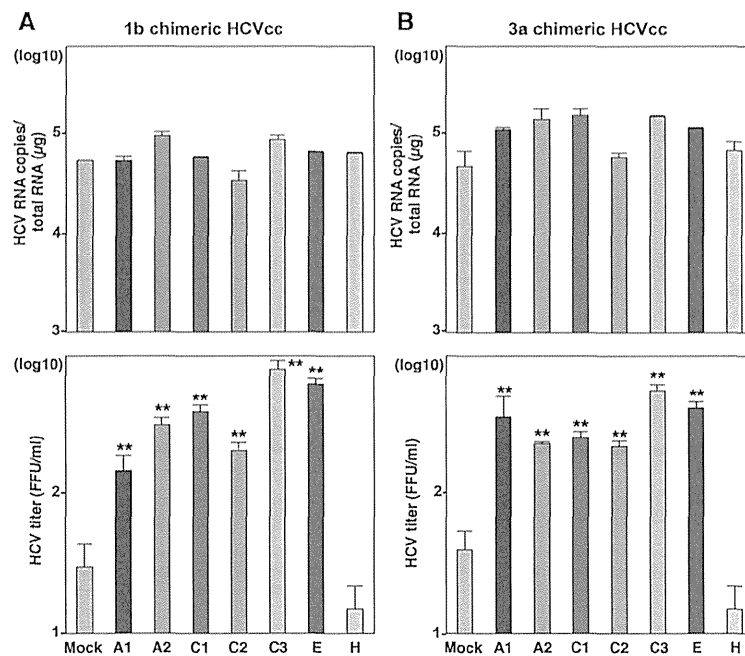 A
1b chimeric HCVcc
(log10)
HCV RNA copies/
total RNA (µg)
5
4
3
(log10)
HCV titer (FFU/ml)
2
1
** ** ** ** ** **
Mock A1 A2 C1 C2 C3 E H
B
3a chimeric HCVcc
(log10)
HCV RNA copies/
total RNA (µg)
5
4
3
(log10)
HCV titer (FFU/ml)
2
1
** ** ** ** ** **
Mock A1 A2 C1 C2 C3 E H